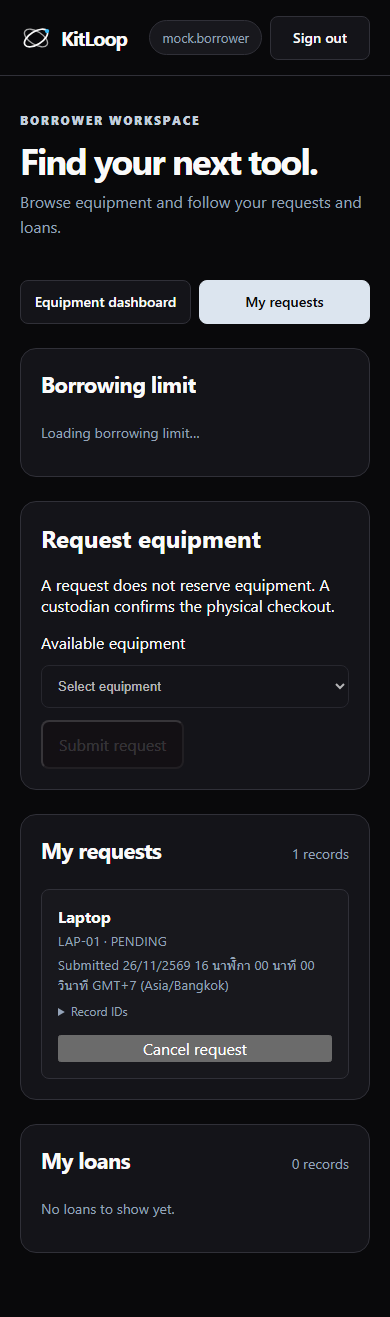 KitLoop
mock.borrower
Sign out
BORROWER WORKSPACE
Find your next tool.
Browse equipment and follow your requests and
loans.
Equipment dashboard
My requests
Borrowing limit
Loading borrowing limit...
Request equipment
A request does not reserve equipment. A
custodian confirms the physical checkout.
Available equipment
Select equipment
Submit request
My requests
1 records
Laptop
LAP-01 · PENDING
Submitted 26/11/2569 16 นาฬิกา 00 นาที 00
วินาที GMT+7 (Asia/Bangkok)
Record IDs
Cancel request
My loans
0 records
No loans to show yet.